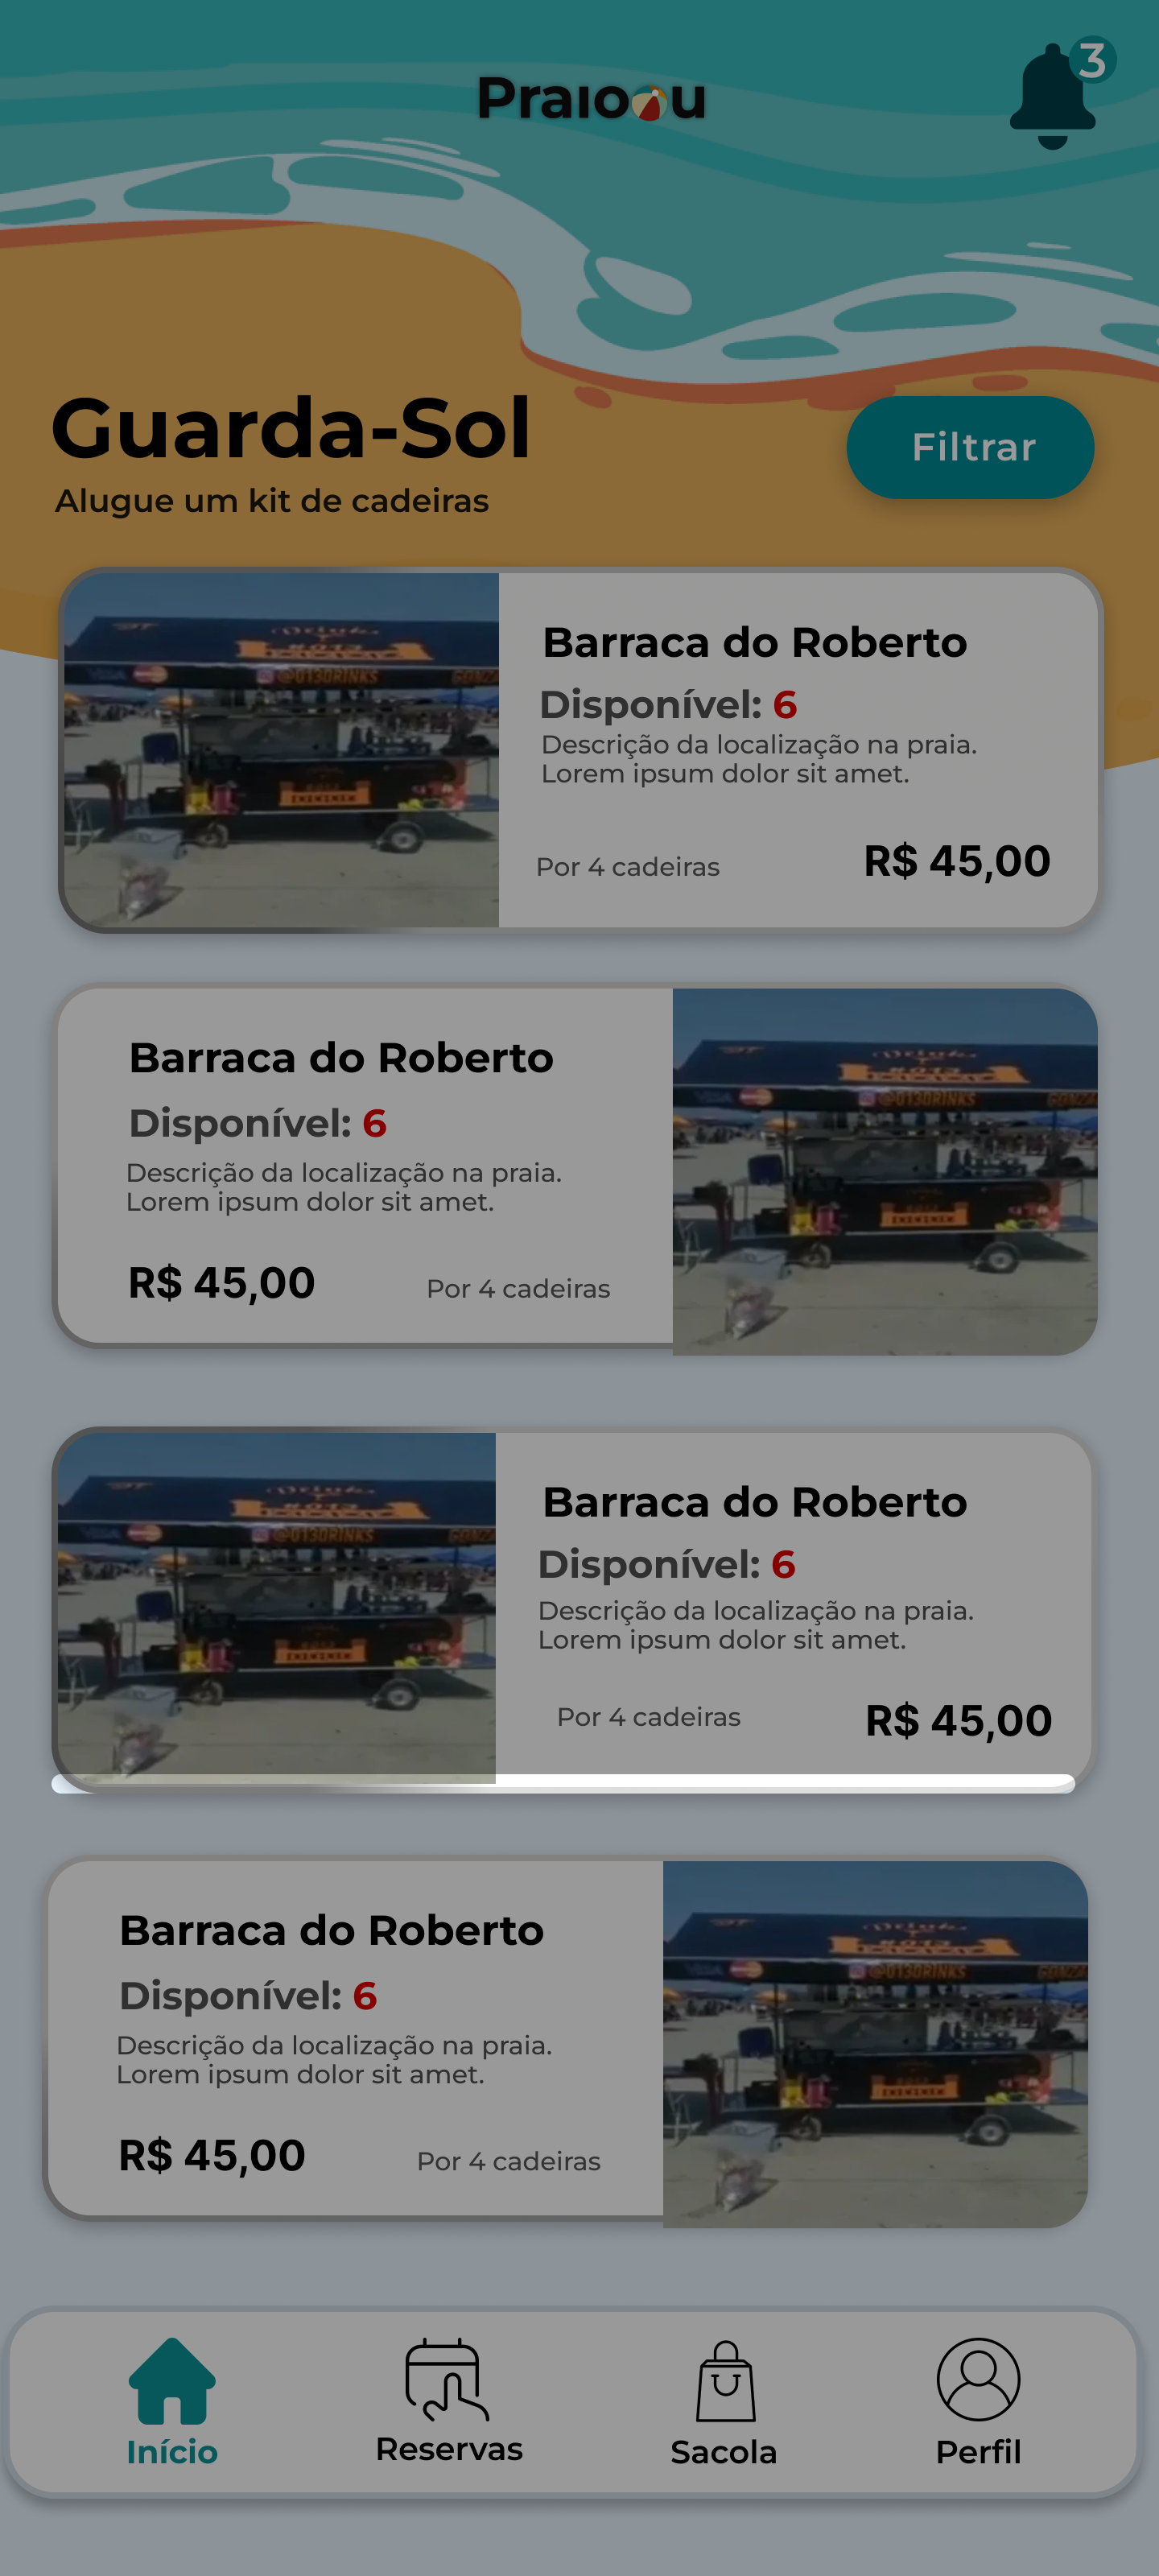 Praiou
3
Guarda-Sol
Filtrar
Alugue um kit de cadeiras
Barraca do Roberto
Disponível: 6
Descrição da localização na praia.
Lorem ipsum dolor sit amet.
Por 4 cadeiras
R$ 45,00
@013DRINKS
Barraca do Roberto
Disponível: 6
Descrição da localização na praia.
Lorem ipsum dolor sit amet.
R$ 45,00
Por 4 cadeiras
@013DRINKS
Barraca do Roberto
Disponível: 6
Descrição da localização na praia.
Lorem ipsum dolor sit amet.
Por 4 cadeiras
R$ 45,00
@013DRINKS
Barraca do Roberto
Disponível: 6
Descrição da localização na praia.
Lorem ipsum dolor sit amet.
R$ 45,00
Por 4 cadeiras
@013DRINKS
Início
Reservas
Sacola
Perfil